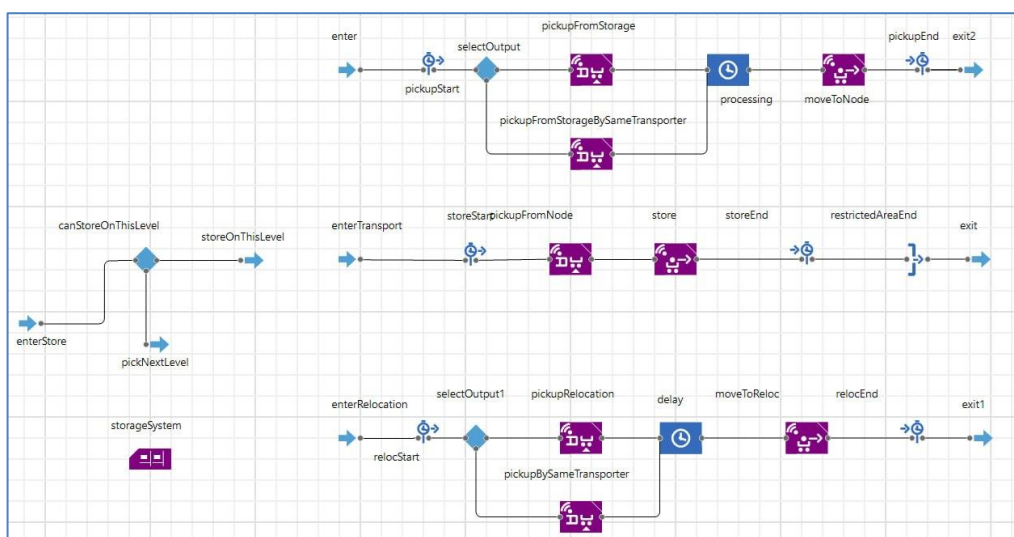 pickupFromStorage
enter
selectOutput
pickupEnd
exit2
pickupStart
processing
moveToNode
pickupFromStorageBySameTransporter
canStoreOnThisLevel
storeOnThisLevel
enterTransport
storeStart
pickupFromNode
store
storeEnd
restrictedAreaEnd
exit
enterStore
pickNextLevel
storageSystem
enterRelocation
selectOutput1
pickupRelocation
delay
moveToReloc
relocEnd
exit1
relocStart
pickupBySameTransporter